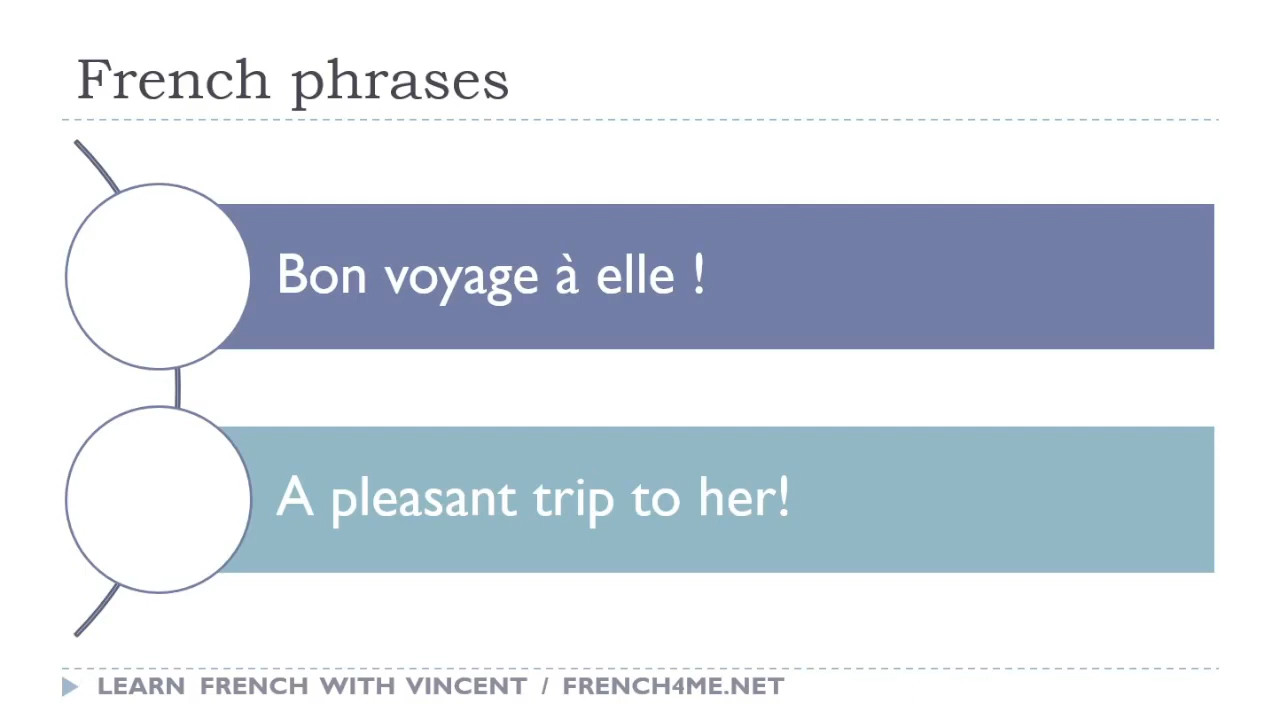 French phrases
Bon voyage à elle !
A pleasant trip to her!
LEARN FRENCH WITH VINCENT / FRENCH4ME.NET